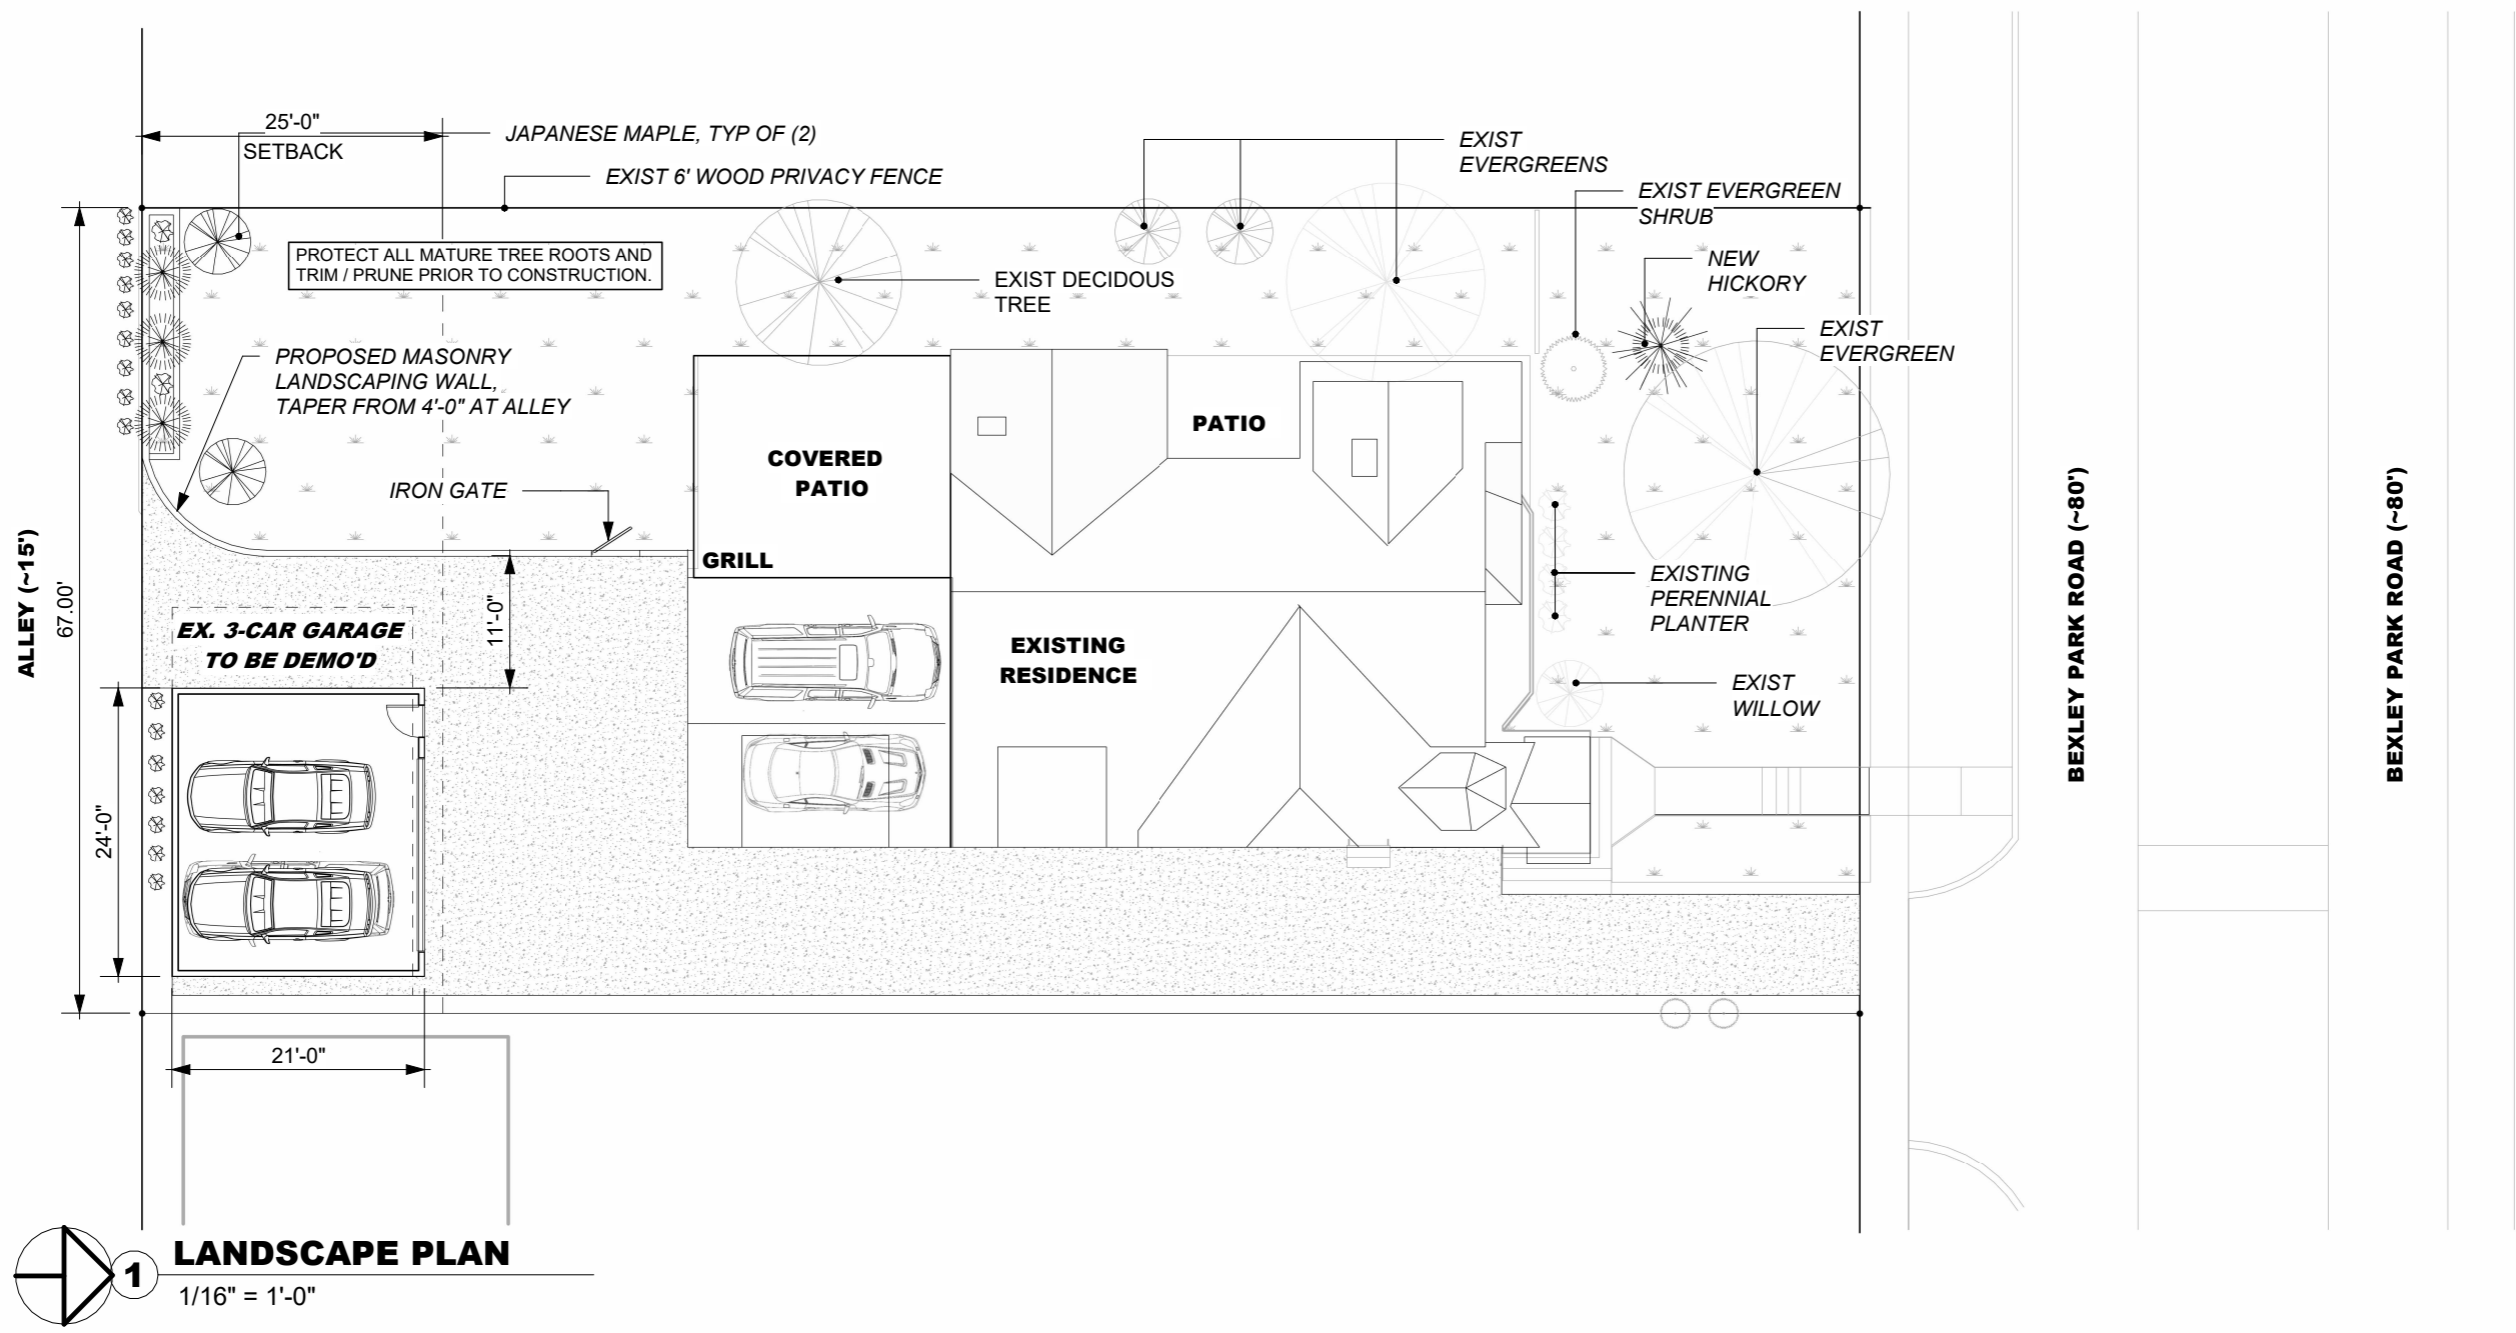 25'-0"
SETBACK
JAPANESE MAPLE, TYP OF (2)
EXIST 6' WOOD PRIVACY FENCE
EXIST
EVERGREENS
EXIST EVERGREEN
SHRUB
NEW
HICKORY
PROTECT ALL MATURE TREE ROOTS AND
TRIM / PRUNE PRIOR TO CONSTRUCTION.
EXIST DECIDOUS
TREE
EXIST
EVERGREEN
PROPOSED MASONRY
LANDSCAPING WALL,
TAPER FROM 4'-0" AT ALLEY
IRON GATE
COVERED
PATIO
PATIO
GRILL
ALLEY (~15')
67.00'
11'-0"
EX. 3-CAR GARAGE
TO BE DEMO'D
EXISTING
RESIDENCE
EXISTING
PERENNIAL
PLANTER
EXIST
WILLOW
BEXLEY PARK ROAD (~80')
BEXLEY PARK ROAD (~80')
24'-0"
21'-0"
1
LANDSCAPE PLAN
1/16" = 1'-0"